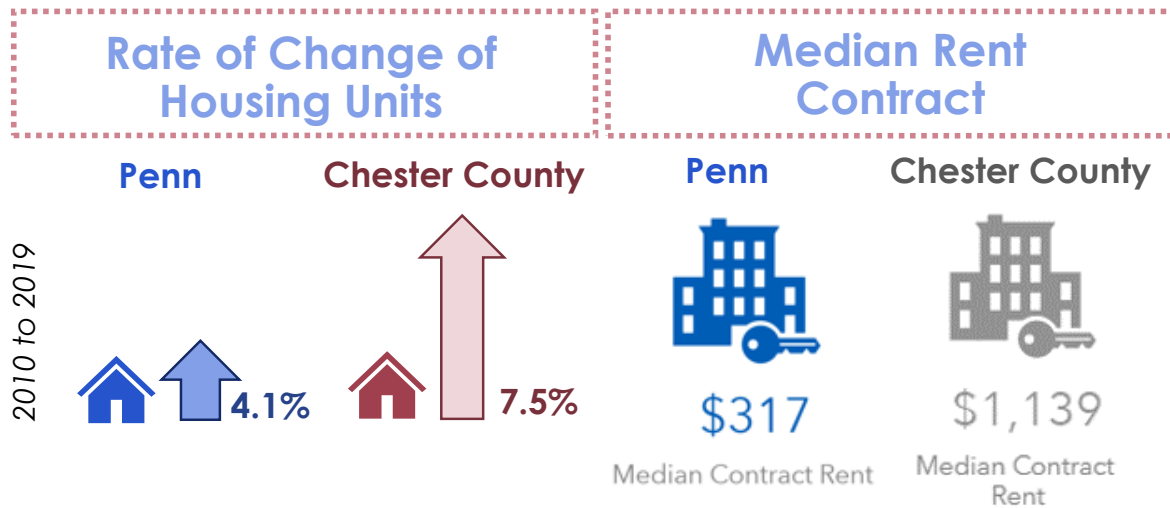 Rate of Change of
Housing Units
Median Rent
Contract
Penn
Chester County
2010 to 2019
4.1%
7.5%
Penn
Chester County
$317
$1,139
Median Contract Rent
Median Contract
Rent